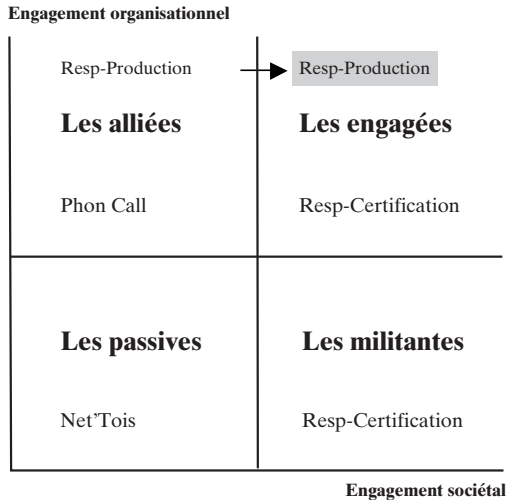 Engagement organisationnel
Resp-Production
Resp-Production
Les alliées
Les engagées
Phon Call
Resp-Certification
Les passives
Les militantes
Net'Tois
Resp-Certification
Engagement sociétal